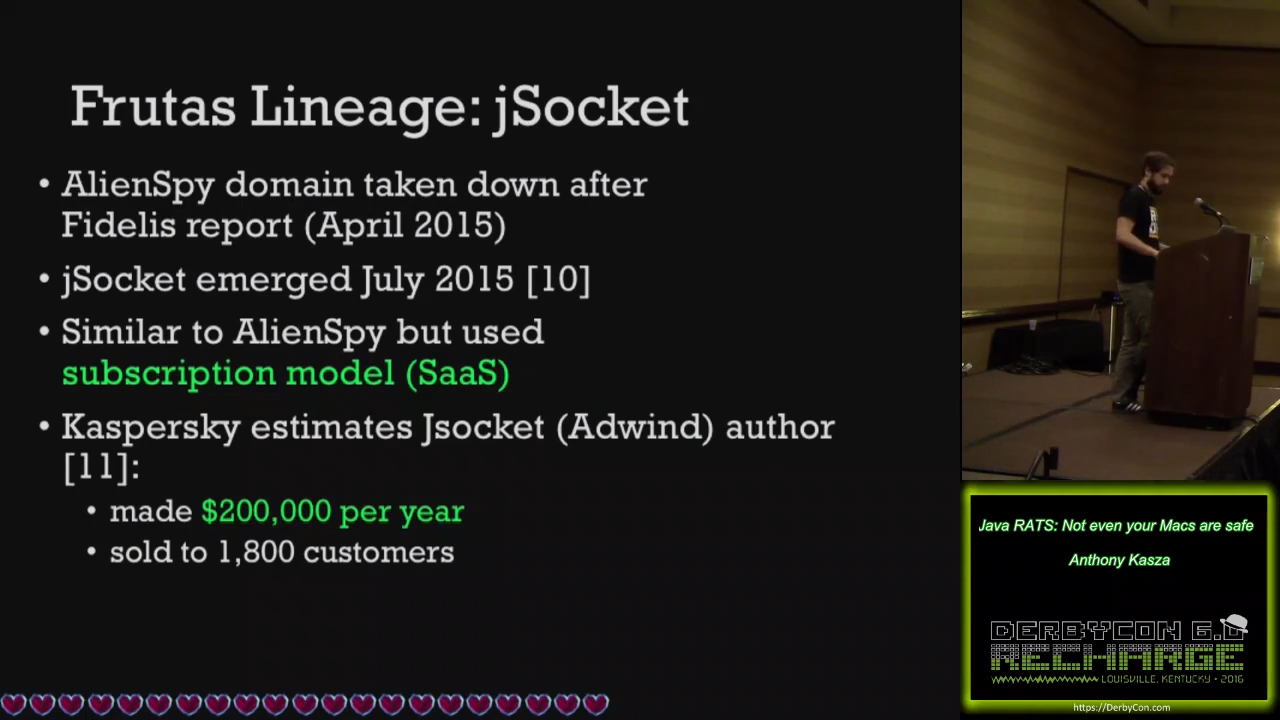 Frutas Lineage: jSocket
• AlienSpy domain taken down after
Fidelis report (April 2015)
• jSocket emerged July 2015 [10]
• Similar to AlienSpy but used
subscription model (SaaS)
• Kaspersky estimates Jsocket (Adwind) author
[11]:
• made $200,000 per year
• sold to 1,800 customers
Java RATS: Not even your Macs are safe
Anthony Kasza
DERBYCON 6.0
RECHARGE
LOUISVILLE, KENTUCKY • 2016
https://DerbyCon.com